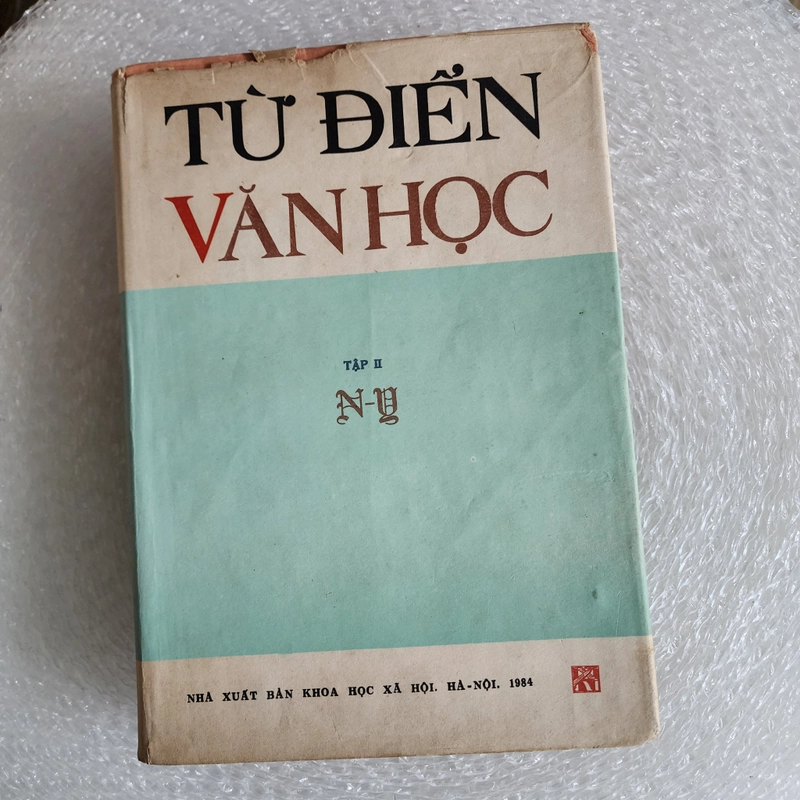 TỪ ĐIỂN
VĂN HỌC
TẬP II
N-Y
NHÀ XUẤT BẢN KHOA HỌC XÃ HỘI. HÀ-NỘI. 1984